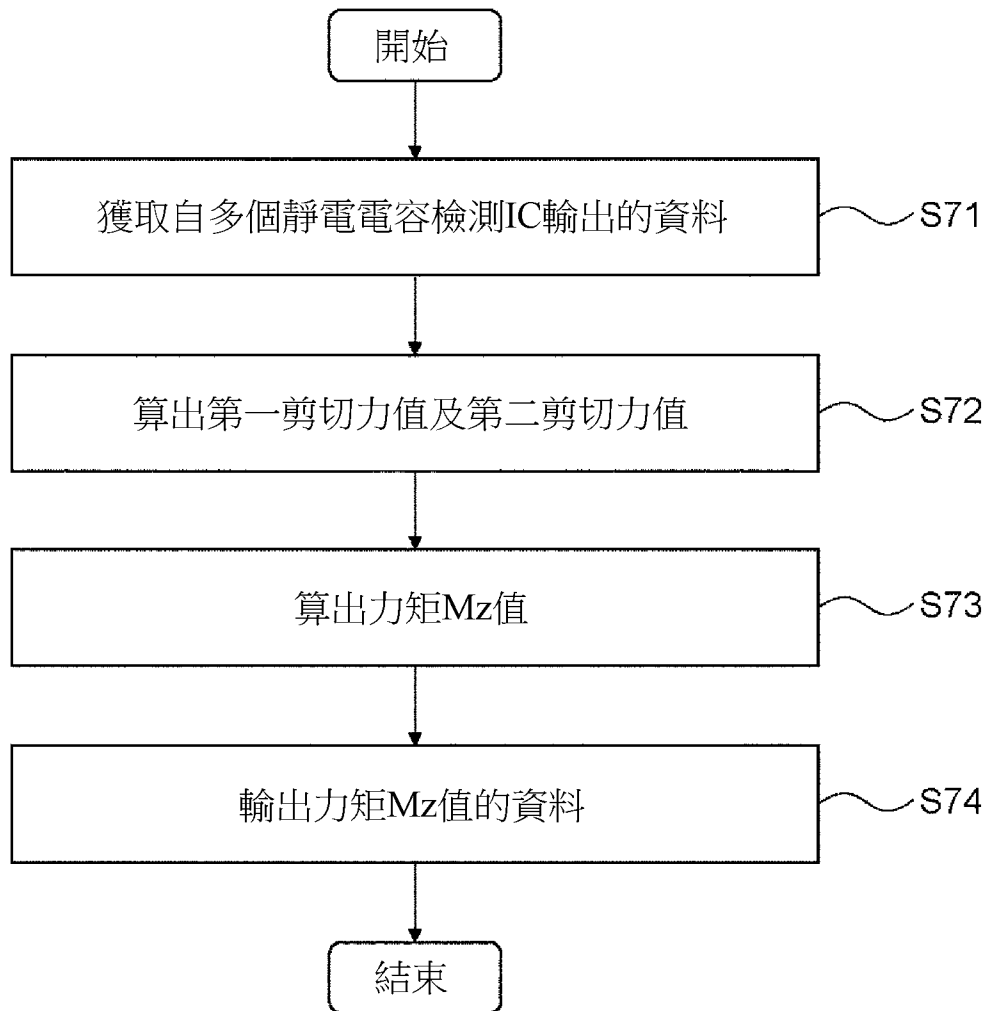 開始
獲取自多個靜電電容檢測IC輸出的資料
S71
算出第一剪切力值及第二剪切力值
S72
算出力矩Mz值
S73
輸出力矩Mz值的資料
S74
結束